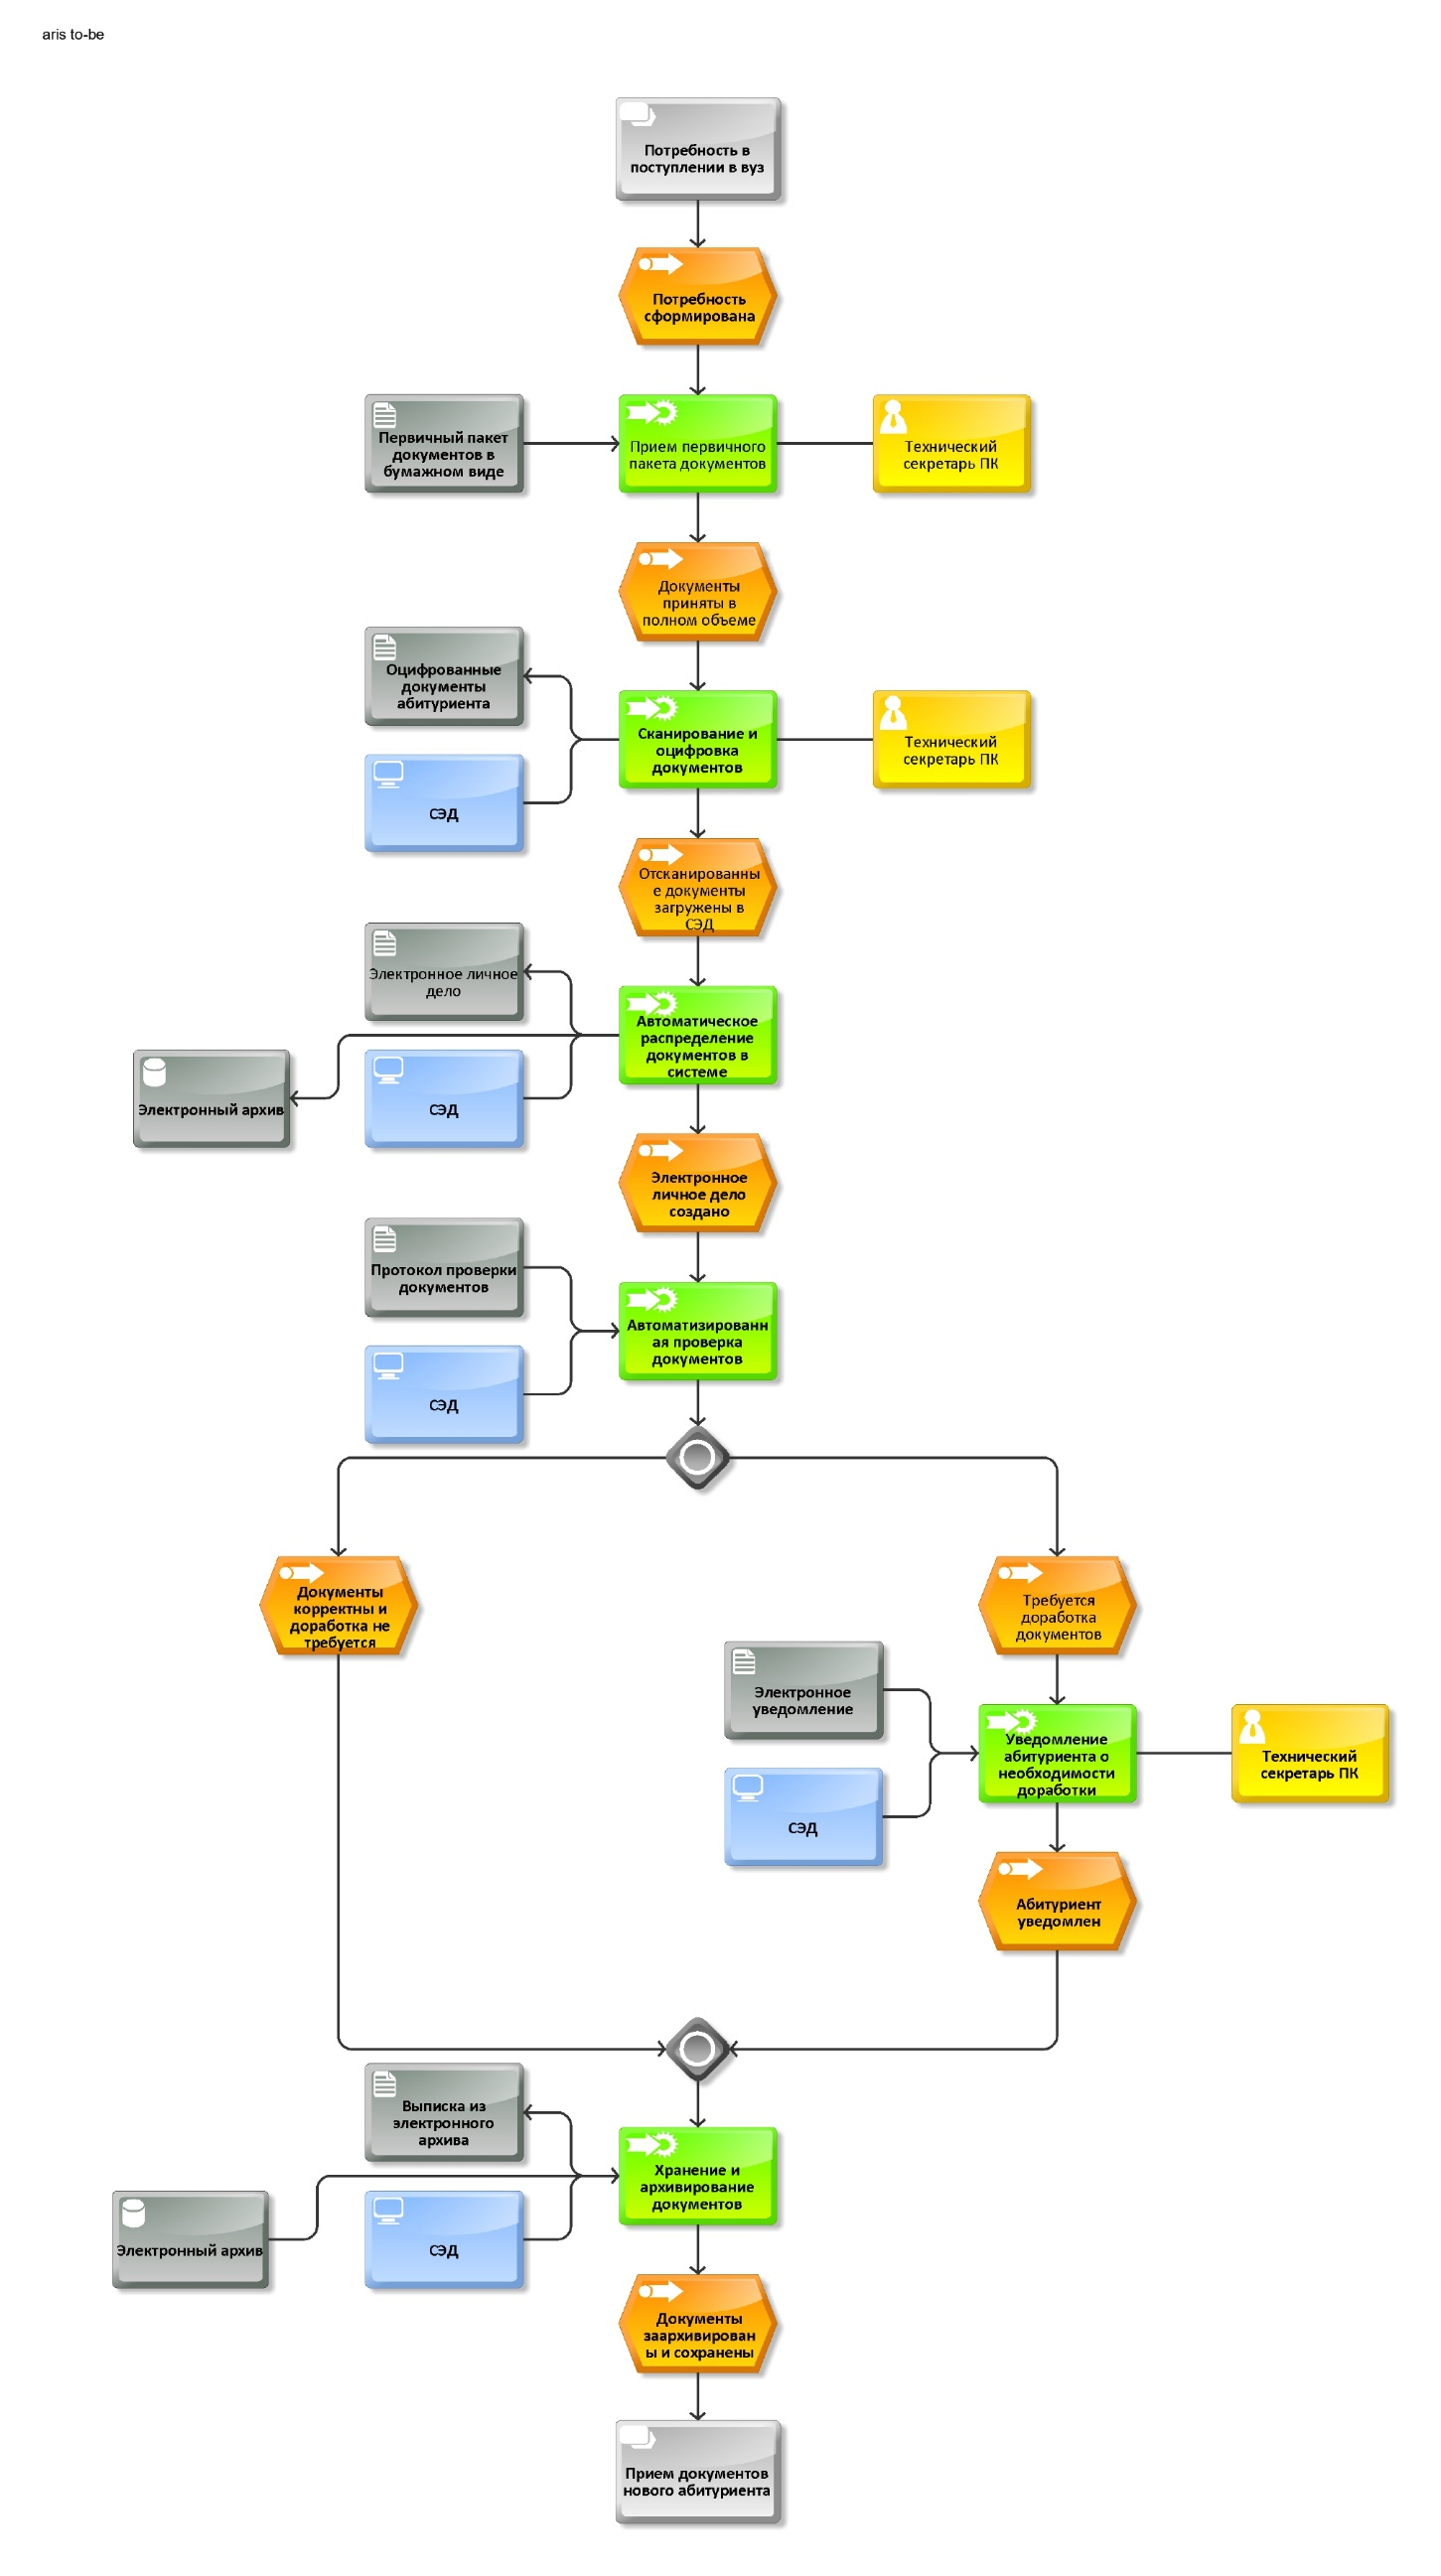 aris to-be
Потребность в
поступлении в вуз
Потребность
сформирована
Первичный пакет
документов в
бумажном виде
Прием первичного
пакета документов
Технический
секретарь ПК
Документы
приняты в
полном объеме
Оцифрованные
документы
абитуриента
СЭД
Сканирование и
оцифровка
документов
Технический
секретарь ПК
Отсканированны
е документы
загружены в
СЭД
Электронное личное
дело
Электронный архив
СЭД
Автоматическое
распределение
документов в
системе
Электронное
личное дело
создано
Протокол проверки
документов
СЭД
Автоматизированн
ая проверка
документов
Документы
корректны и
доработка не
требуется
Требуется
доработка
документов
Электронное
уведомление
СЭД
Уведомление
абитуриента о
необходимости
доработки
Технический
секретарь ПК
Абитуриент
уведомлен
Выписка из
электронного
архива
Электронный архив
СЭД
Хранение и
архивирование
документов
Документы
заархивирован
ы и сохранены
Прием документов
нового абитуриента